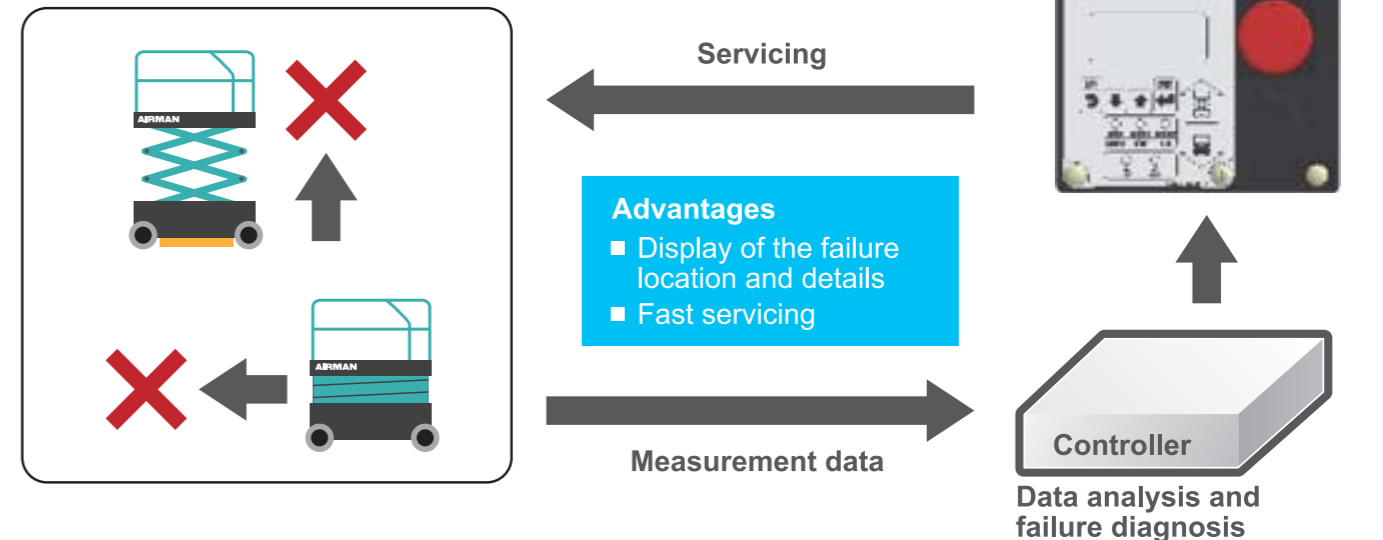 Servicing
AIRMAN
Advantages
Display of the failure
location and details
Fast servicing
AIRMAN
Controller
Measurement data
Data analysis and
failure diagnosis